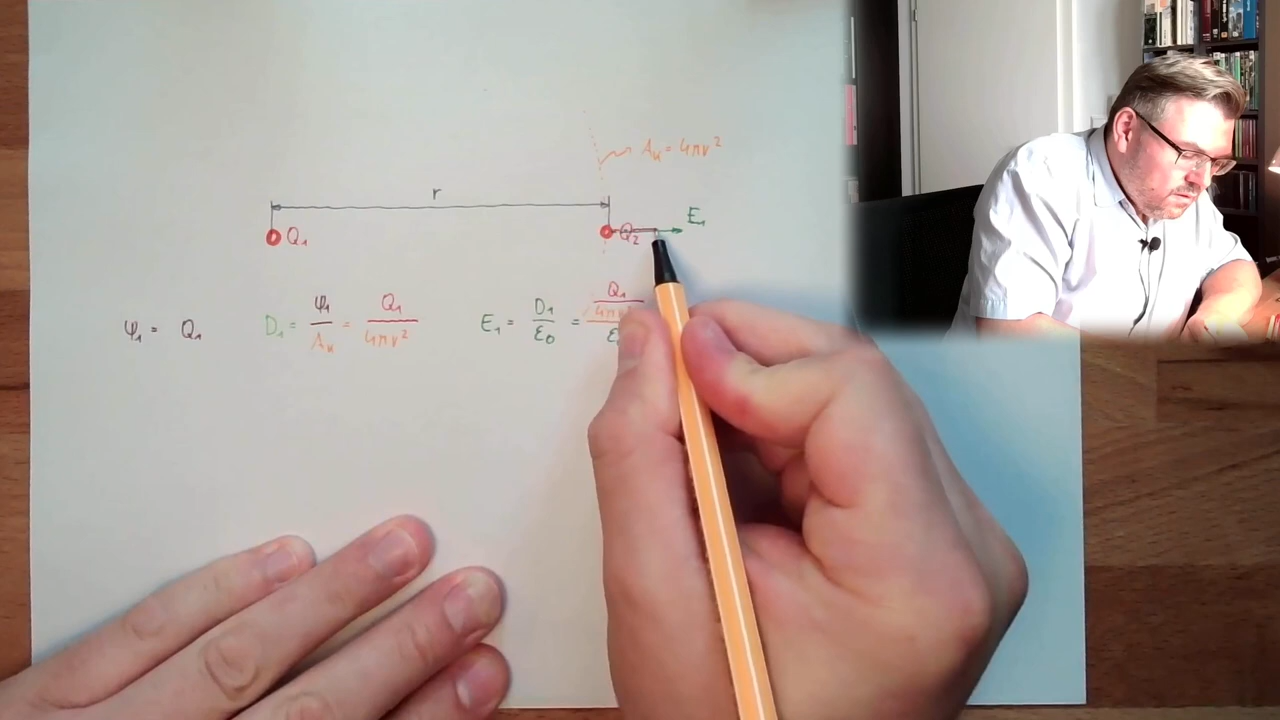 A_K = 4πr²
r
Q₁ Q₂ E₁
ψ₁ = Q₁ D₁ = ψ₁/A_K = Q₁/4πr² E₁ = D₁/ε₀ =